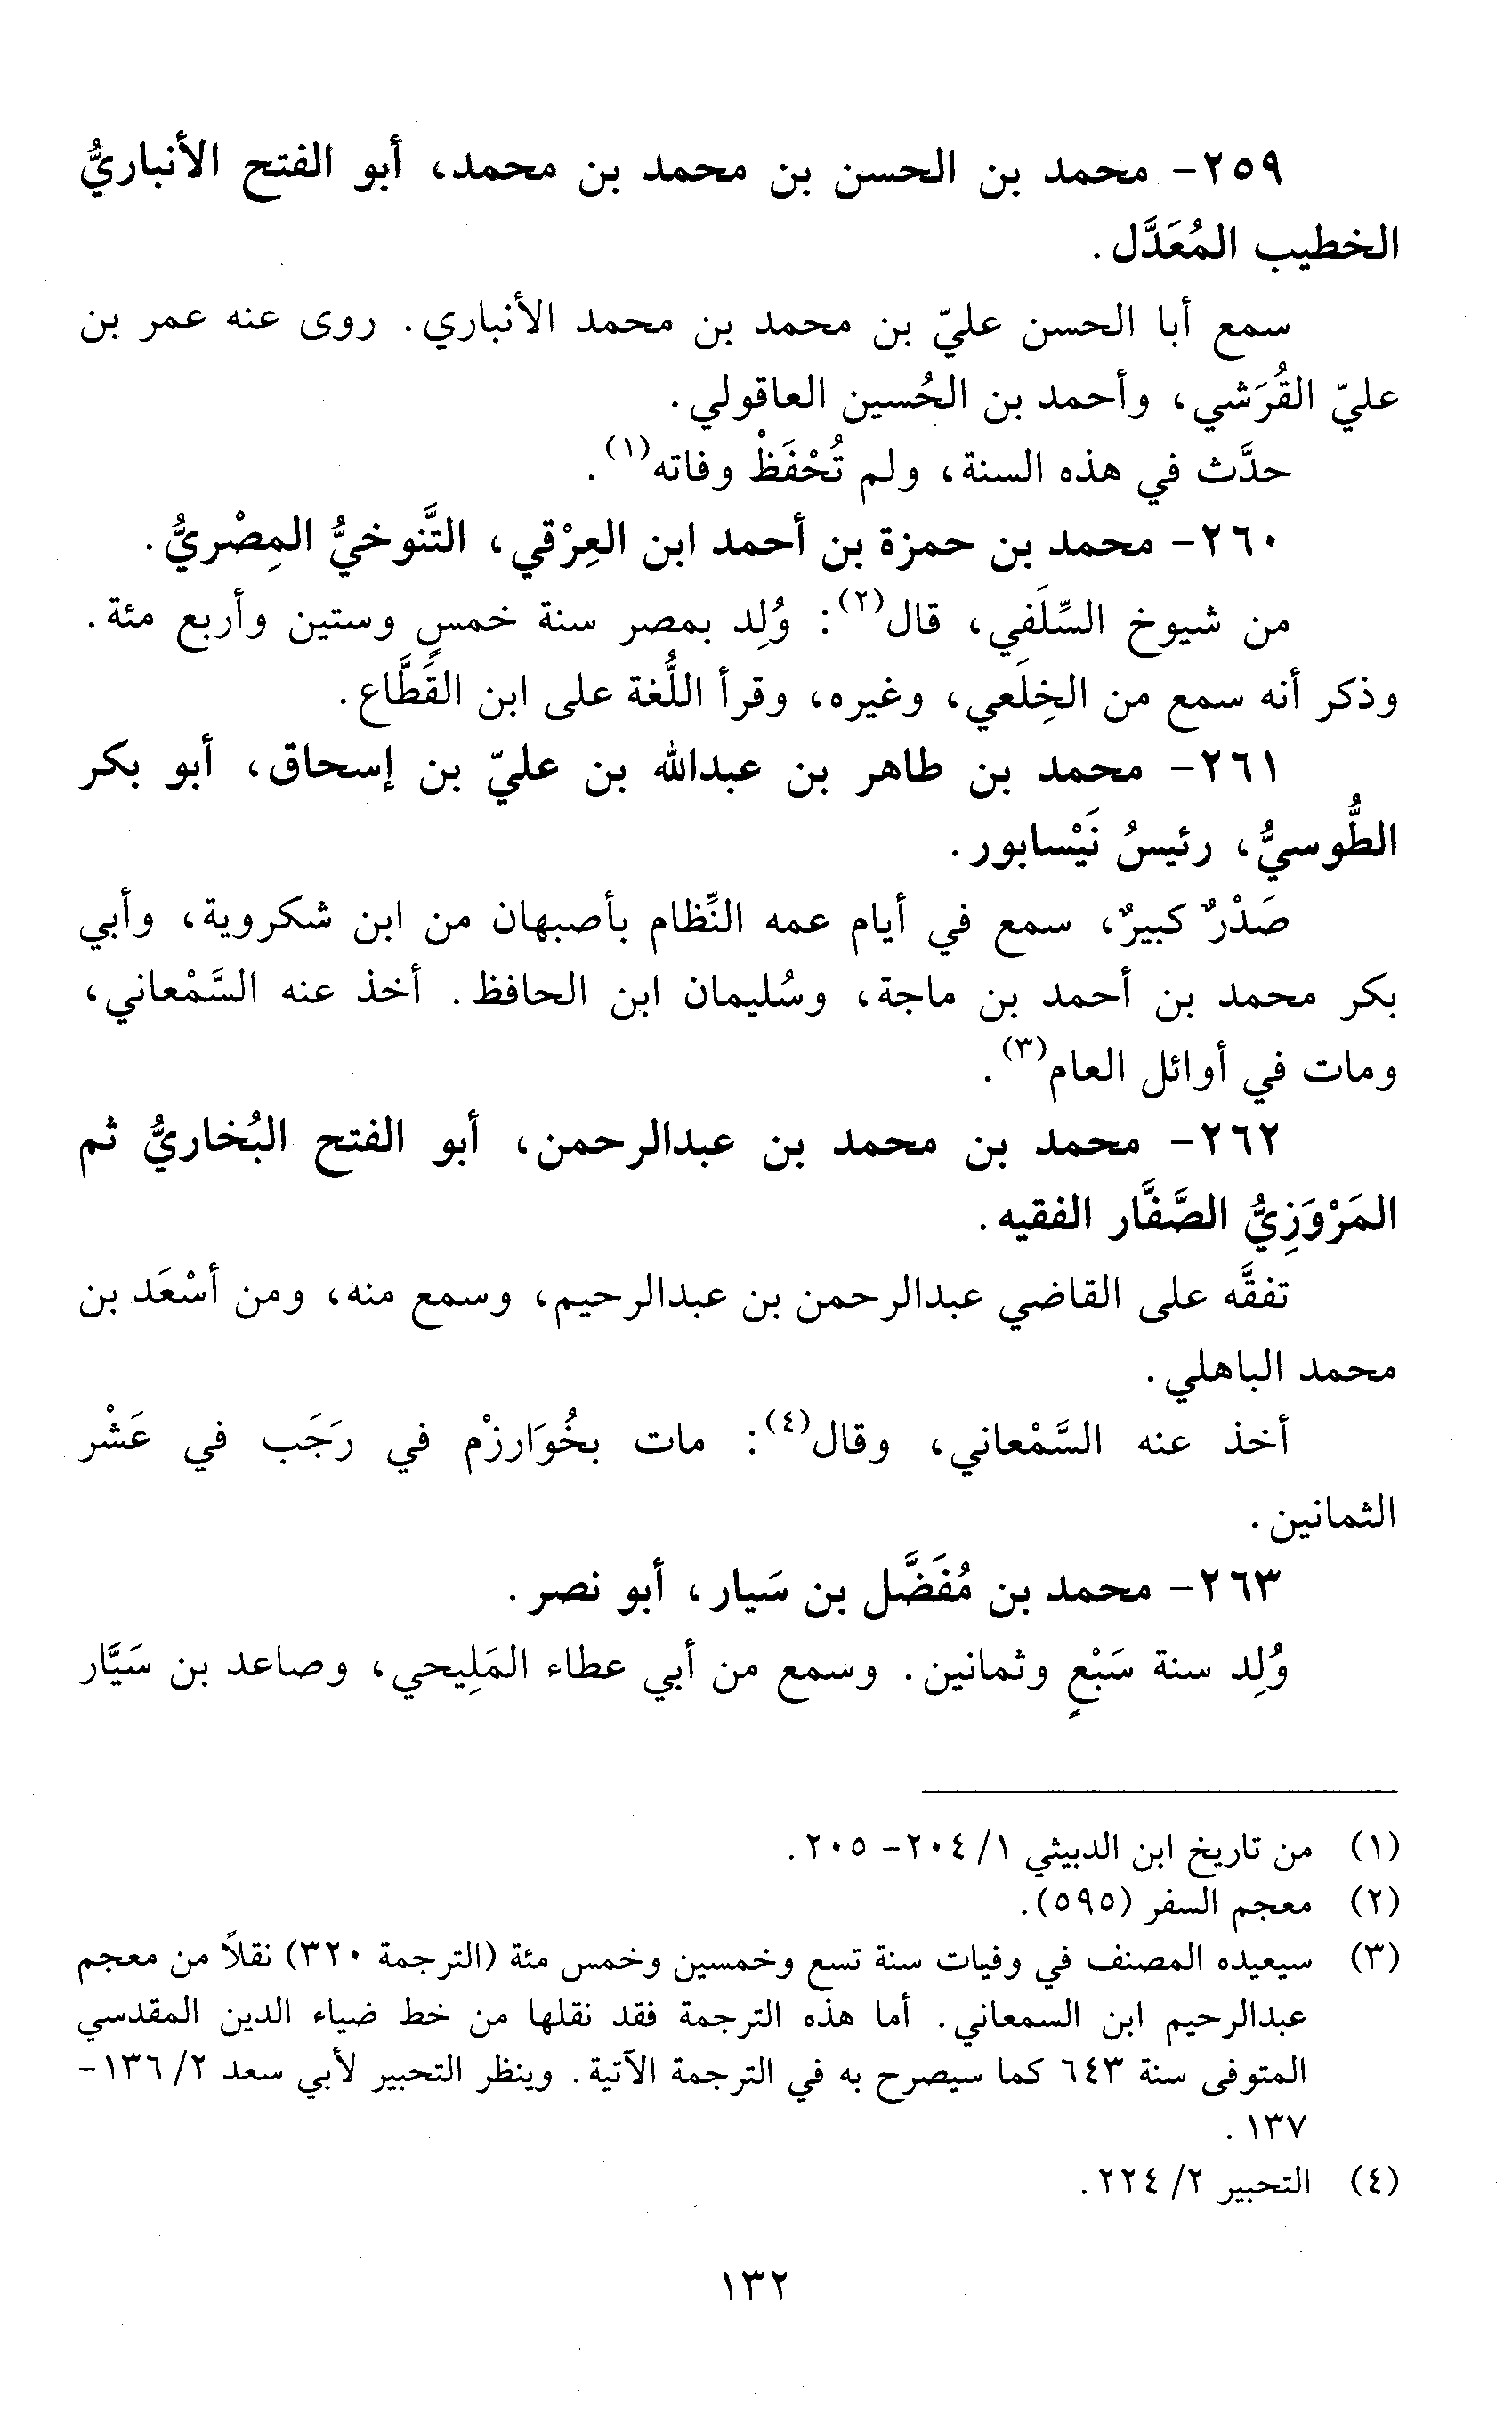 ٢٥٩- محمد بن الحسن بن محمد بن محمد، أبو الفتح الأنباريُّ
الخطيب المُعَدَّل.
سمع أبا الحسن عليّ بن محمد بن محمد الأنباري. روى عنه عمر بن
عليّ القُرَشي، وأحمد بن الحُسين العاقولي.
حدَّث في هذه السنة، ولم تُحْفَظْ وفاته(١).
٢٦٠- محمد بن حمزة بن أحمد ابن العِرْقي، التَّنوخيُّ المِصْريُّ.
من شيوخ السِّلَفي، قال(٢): وُلِد بمصر سنة خمسٍ وستين وأربع مئة.
وذكر أنه سمع من الخِلَعي، وغيره، وقرأ اللُّغة على ابن القَطَّاع.
٢٦١- محمد بن طاهر بن عبدالله بن عليّ بن إسحاق، أبو بكر
الطُّوسيُّ، رئيسُ نَيْسابور.
صَدْرٌ كبيرٌ، سمع في أيام عمه النِّظام بأصبهان من ابن شكروية، وأبي
بكر محمد بن أحمد بن ماجة، وسُليمان ابن الحافظ. أخذ عنه السَّمْعاني،
ومات في أوائل العام(٣).
٢٦٢- محمد بن محمد بن عبدالرحمن، أبو الفتح البُخاريُّ ثم
المَرْوَزِيُّ الصَّفَّار الفقيه.
تفقَّه على القاضي عبدالرحمن بن عبدالرحيم، وسمع منه، ومن أسْعَد بن
محمد الباهلي.
أخذ عنه السَّمْعاني، وقال(٤): مات بخُوَارزْم في رَجَب في عَشْر
الثمانين.
٢٦٣- محمد بن مُفَضَّل بن سَيار، أبو نصر.
وُلِد سنة سَبْعٍ وثمانين. وسمع من أبي عطاء المَلِيحي، وصاعد بن سَيَّار
(١) من تاريخ ابن الدبيثي ١/ ٢٠٤- ٢٠٥.
(٢) معجم السفر (٥٩٥).
(٣) سيعيده المصنف في وفيات سنة تسع وخمسين وخمس مئة (الترجمة ٣٢٠) نقلاً من معجم
عبدالرحيم ابن السمعاني. أما هذه الترجمة فقد نقلها من خط ضياء الدين المقدسي
المتوفى سنة ٦٤٣ كما سيصرح به في الترجمة الآتية. وينظر التحبير لأبي سعد ٢/ ١٣٦-
١٣٧.
(٤) التحبير ٢/ ٢٢٤.
١٣٢